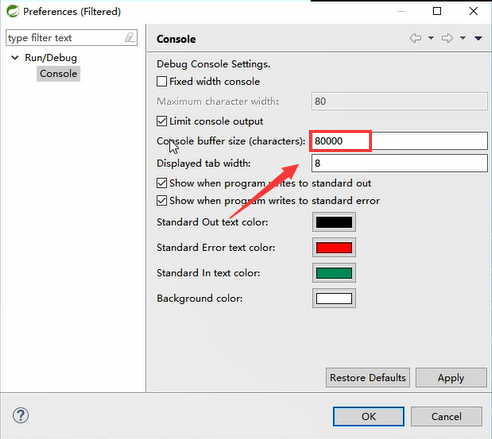 Preferences (Filtered)
type filter text
Run/Debug
Console
Console
Debug Console Settings.
Fixed width console
Maximum character width: 80
Limit console output
Console buffer size (characters): 80000
Displayed tab width: 8
Show when program writes to standard out
Show when program writes to standard error
Standard Out text color:
Standard Error text color:
Standard In text color:
Background color:
Restore Defaults Apply
? OK Cancel